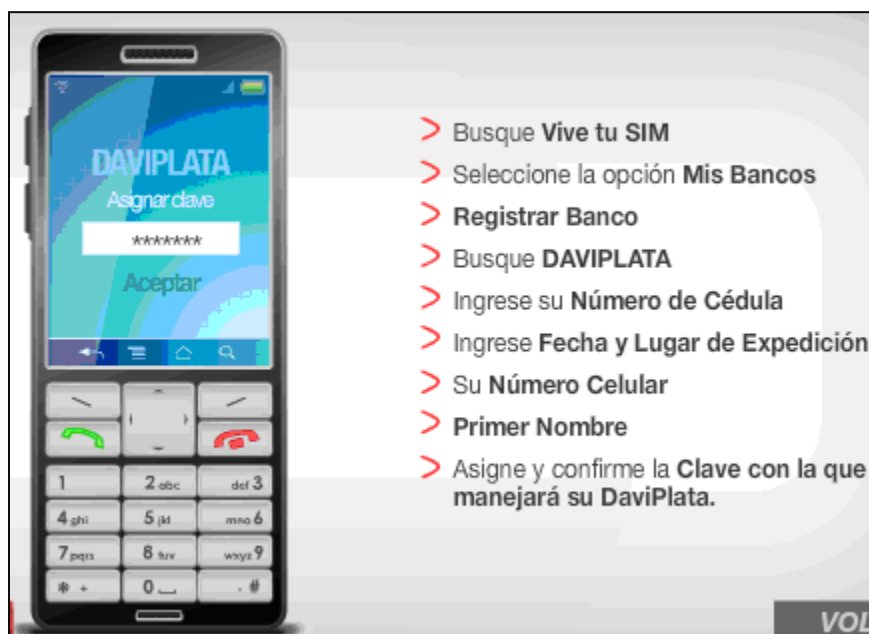 DAVIPLATA
Asignar clave
*******
Aceptar
1
2 abc
def 3
4 ghi
5 jkl
mno 6
7 pqrs
8 tuv
wxyz 9
* +
0
. #
> Busque Vive tu SIM
> Seleccione la opción Mis Bancos
> Registrar Banco
> Busque DAVIPLATA
> Ingrese su Número de Cédula
> Ingrese Fecha y Lugar de Expedición
> Su Número Celular
> Primer Nombre
> Asigne y confirme la Clave con la que
manejará su DaviPlata.
VOL